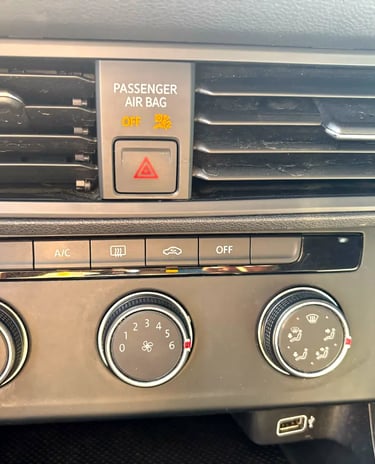 PASSENGER
AIR BAG
OFF
A/C
OFF
0 1 2 3 4 5 6